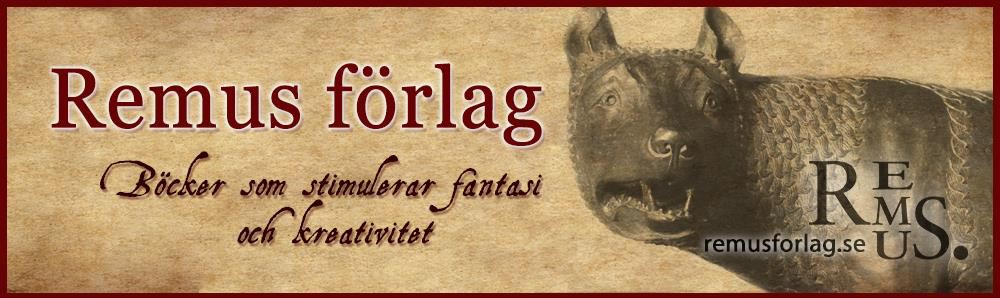 Remus förlag
Böcker som stimulerar fantasi
och kreativitet
REMUS.
remusforlag.se